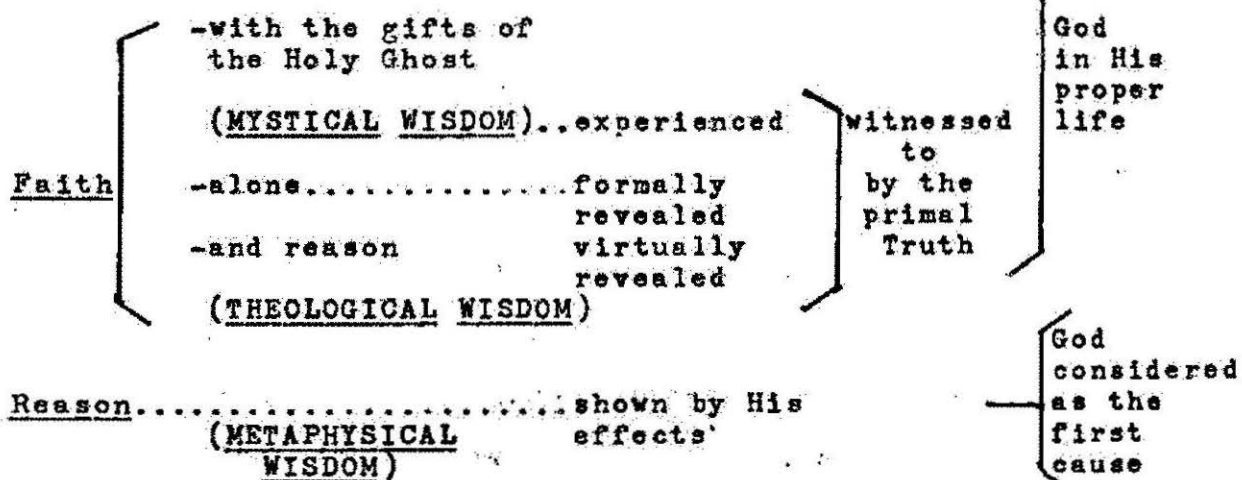 -with the gifts of the Holy Ghost
(MYSTICAL WISDOM)..experienced
Faith -alone..............formally revealed
-and reason virtually revealed
(THEOLOGICAL WISDOM)
witnessed to by the primal Truth
God in His proper life
Reason......................shown by His effects
(METAPHYSICAL WISDOM)
God considered as the first cause